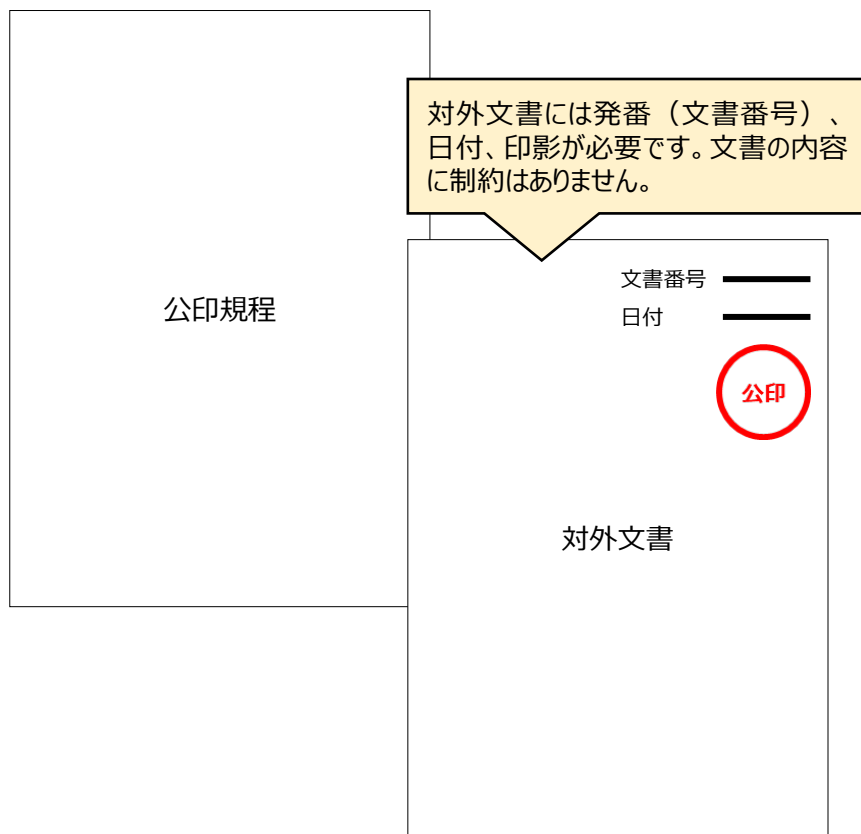 対外文書には発番（文書番号）、
日付、印影が必要です。文書の内容
に制約はありません。
公印規程
文書番号
日付
公印
対外文書